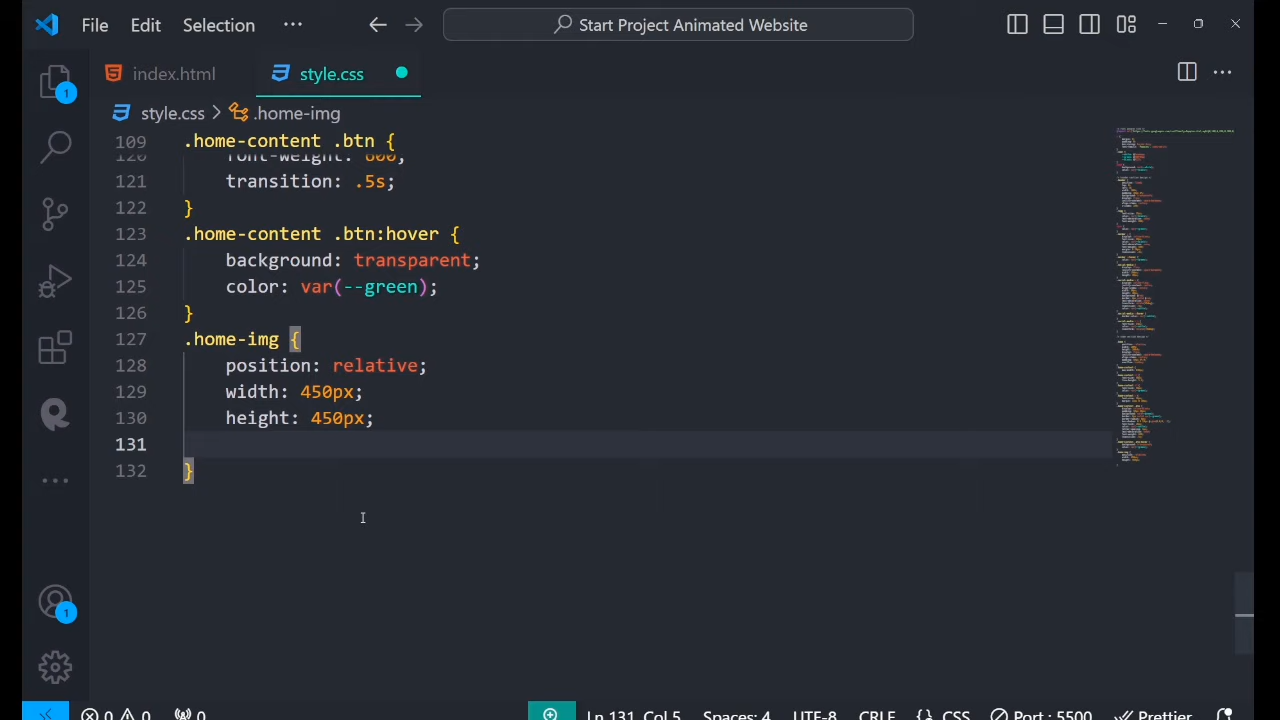 File Edit Selection ··· Start Project Animated Website
index.html style.css
style.css > .home-img
109 .home-content .btn {
120 font-weight: 600;
121 transition: .5s;
122 }
123 .home-content .btn:hover {
124 background: transparent;
125 color: var(--green);
126 }
127 .home-img {
128 position: relative;
129 width: 450px;
130 height: 450px;
131
132 }
1
1
0 0 0 Ln 131, Col 5 Spaces: 4 UTF-8 CRLF {} CSS Port : 5500 Prettier